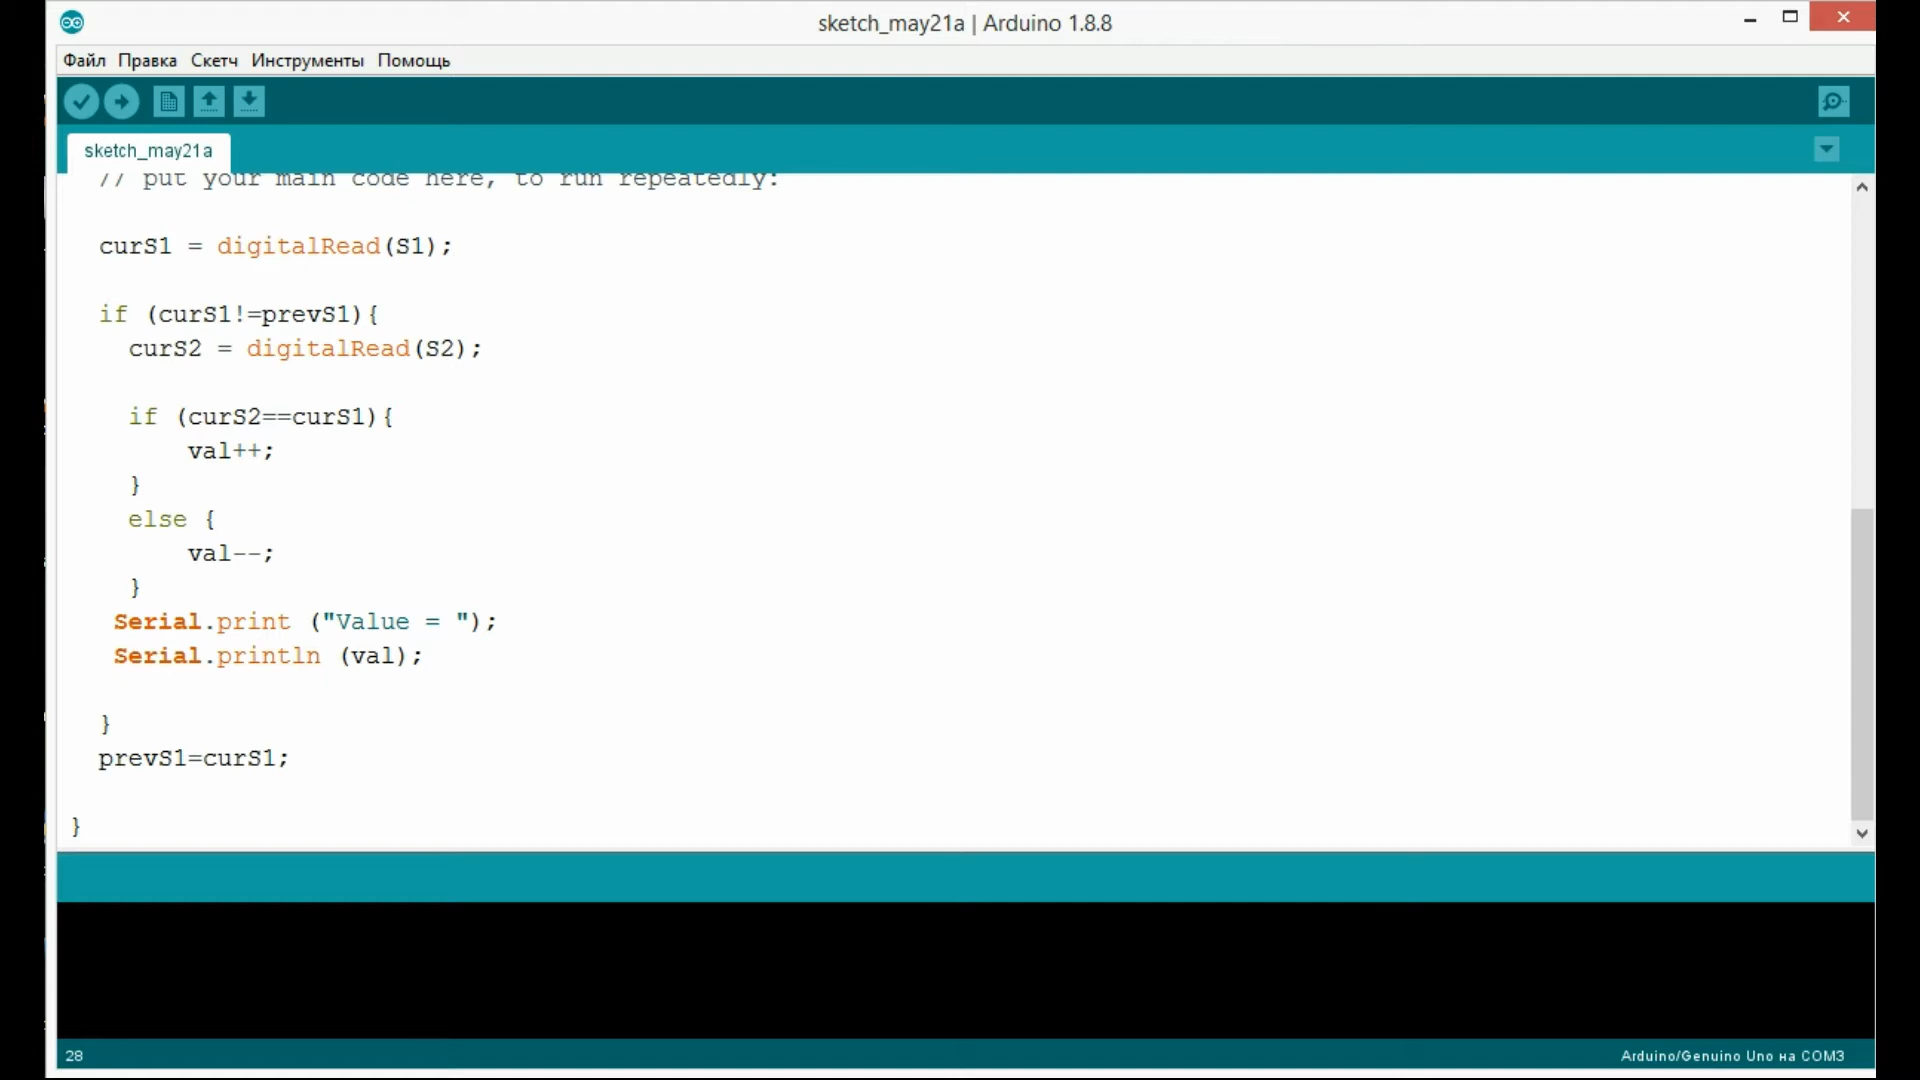 sketch_may21a | Arduino 1.8.8
Файл Правка Скетч Инструменты Помощь
sketch_may21a
// put your main code here, to run repeatedly:
curS1 = digitalRead(S1);
if (curS1!=prevS1){
curS2 = digitalRead(S2);
if (curS2==curS1){
val++;
}
else {
val--;
}
Serial.print ("Value = ");
Serial.println (val);
}
prevS1=curS1;
}
28
Arduino/Genuino Uno на COM3